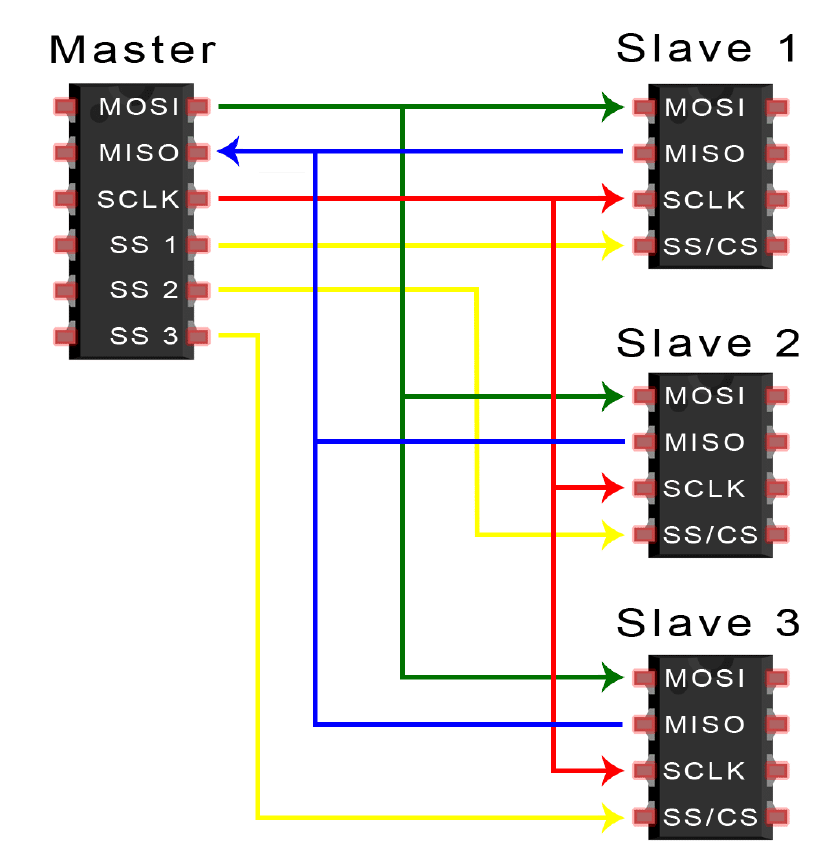 Master
MOSI
MISO
SCLK
SS 1
SS 2
SS 3
Slave 1
MOSI
MISO
SCLK
SS/CS
Slave 2
MOSI
MISO
SCLK
SS/CS
Slave 3
MOSI
MISO
SCLK
SS/CS